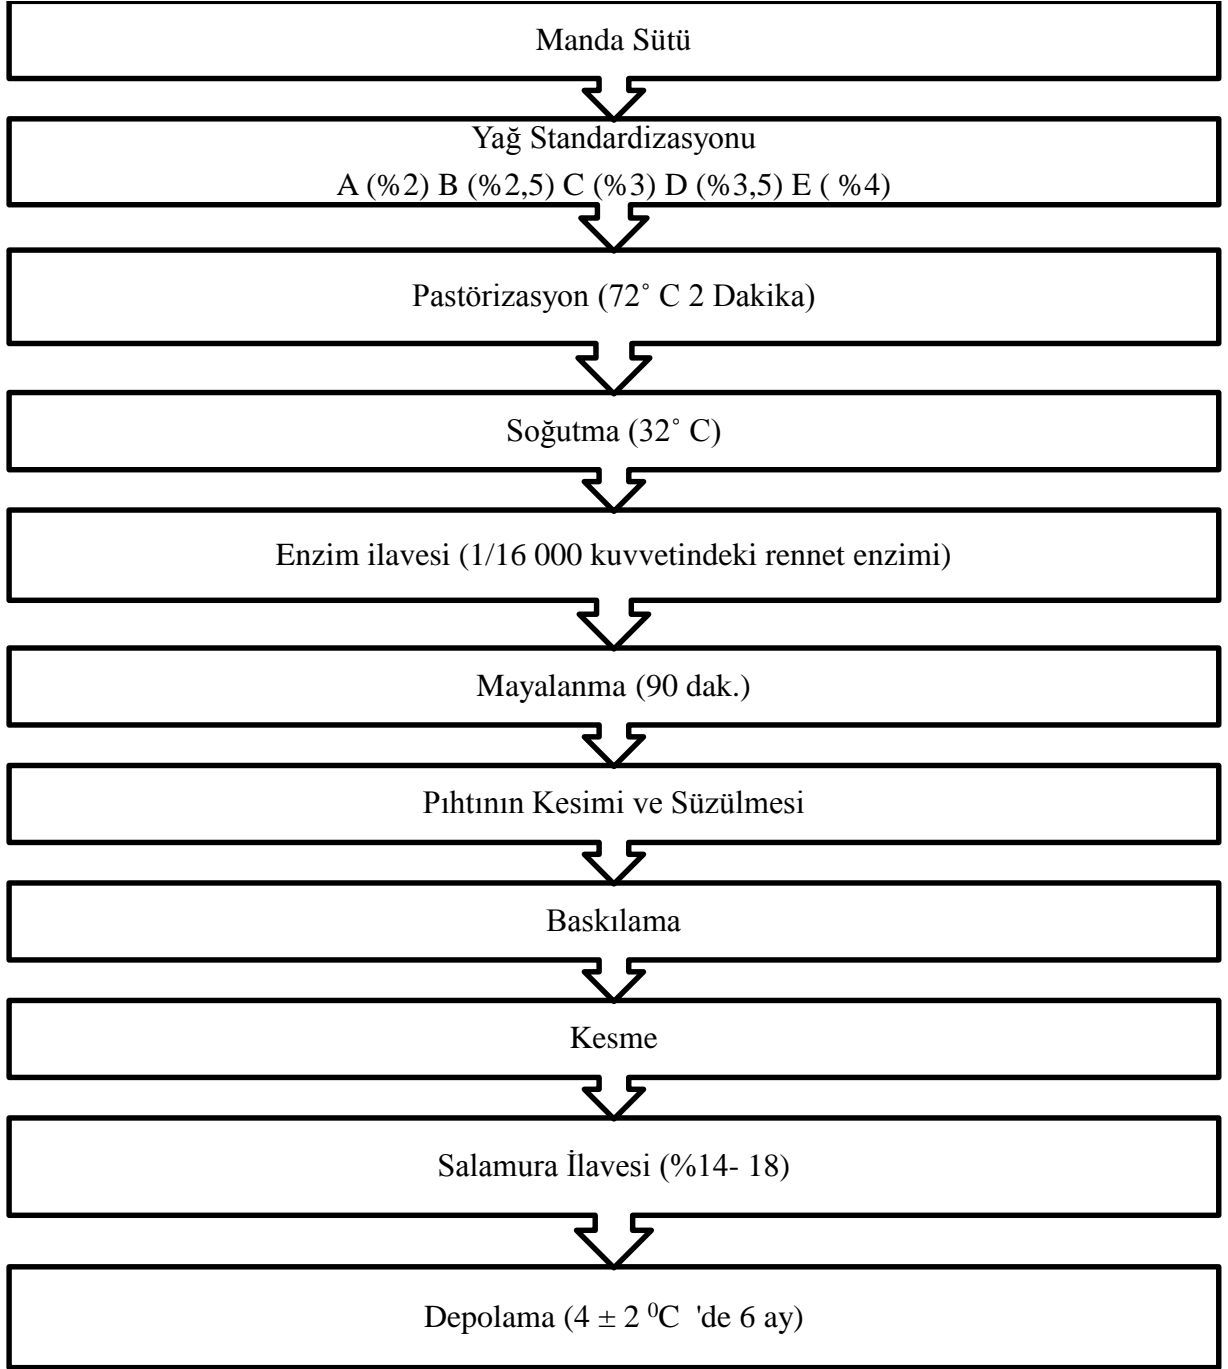 Manda Sütü
Yağ Standardizasyonu
A (%2) B (%2,5) C (%3) D (%3,5) E ( %4)
Pastörizasyon (72˚ C 2 Dakika)
Soğutma (32˚ C)
Enzim ilavesi (1/16 000 kuvvetindeki rennet enzimi)
Mayalanma (90 dak.)
Pıhtının Kesimi ve Süzülmesi
Baskılama
Kesme
Salamura İlavesi (%14- 18)
Depolama (4 ± 2 ⁰C 'de 6 ay)